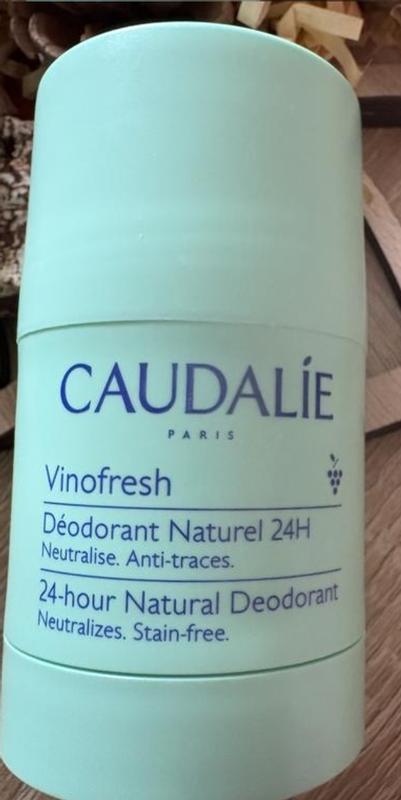 CAUDALÍE
PARIS
Vinofresh
Déodorant Naturel 24H
Neutralise. Anti-traces.
24-hour Natural Deodorant
Neutralizes. Stain-free.